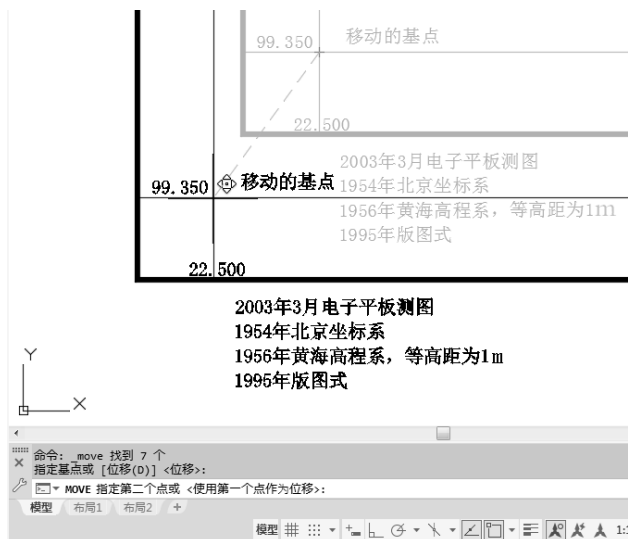 99.350 移动的基点
22.500
2003年3月电子平板测图
1954年北京坐标系
1956年黄海高程系，等高距为1m
1995年版图式
99.350 移动的基点
22.500
2003年3月电子平板测图
1954年北京坐标系
1956年黄海高程系，等高距为1m
1995年版图式
Y
X
命令: _move 找到 7 个
指定基点或 [位移(D)] <位移>:
MOVE 指定第二个点或 <使用第一个点作为位移>:
模型 布局1 布局2 +
模型 1:1